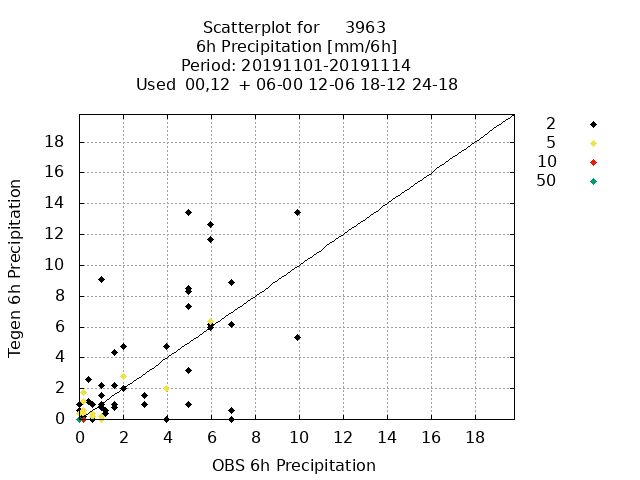 Scatterplot for 3963
6h Precipitation [mm/6h]
Period: 20191101-20191114
Used 00,12 + 06-00 12-06 18-12 24-18
2
5
10
50
18
16
14
12
10
8
6
4
2
0
Tegen 6h Precipitation
0 2 4 6 8 10 12 14 16 18
OBS 6h Precipitation